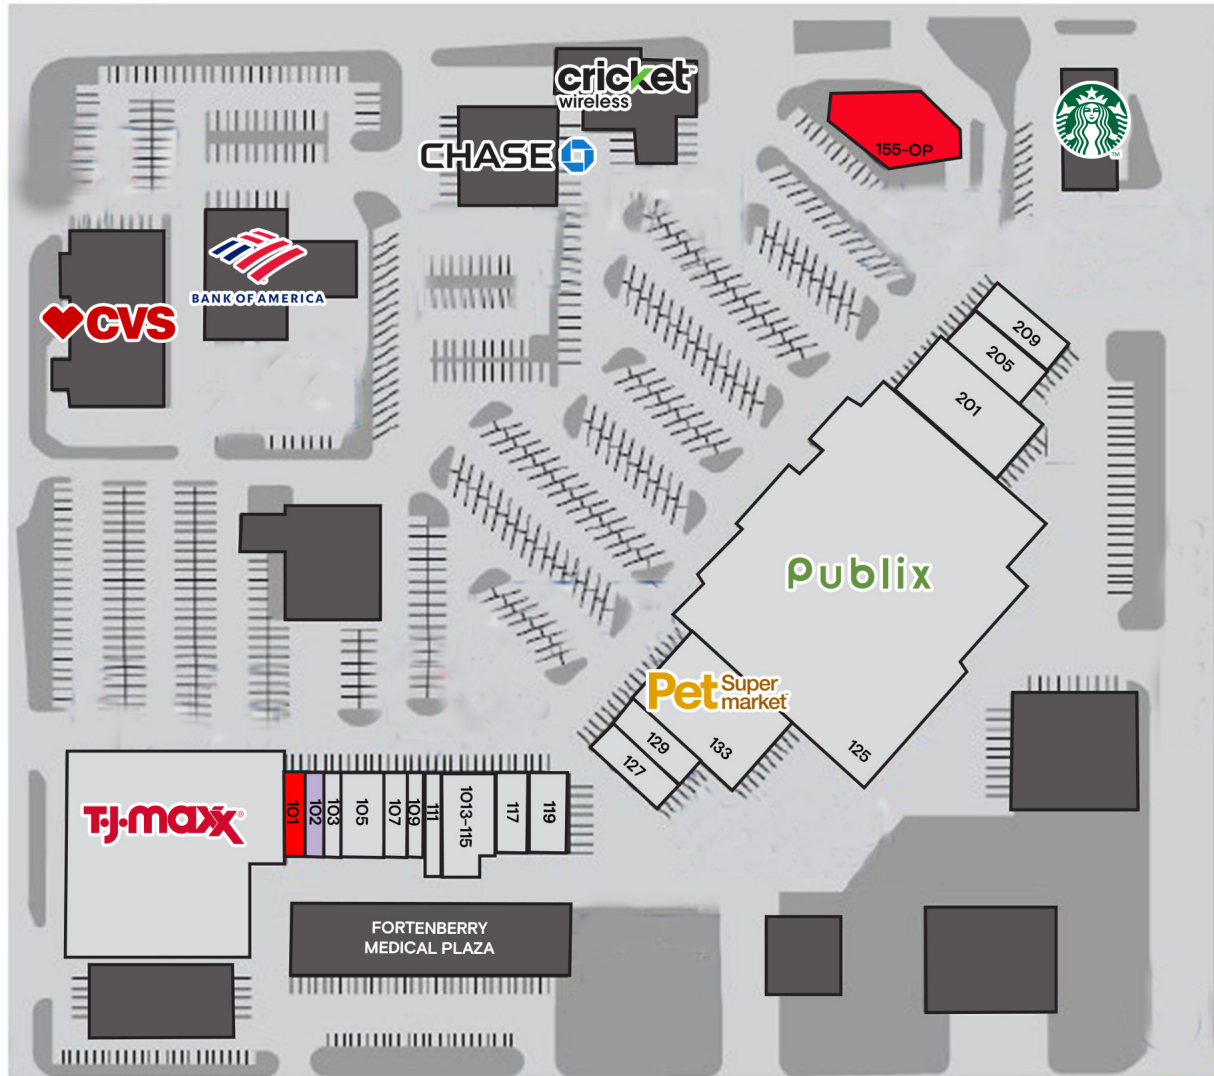 cricket
wireless
CHASE
155-OP
BANK OF AMERICA
CVS
209
205
201
Publix
Pet Super
market
125
133
129
127
T·J·maxx®
101
102
103
105
107
109
111
1013-115
117
119
FORTENBERRY
MEDICAL PLAZA